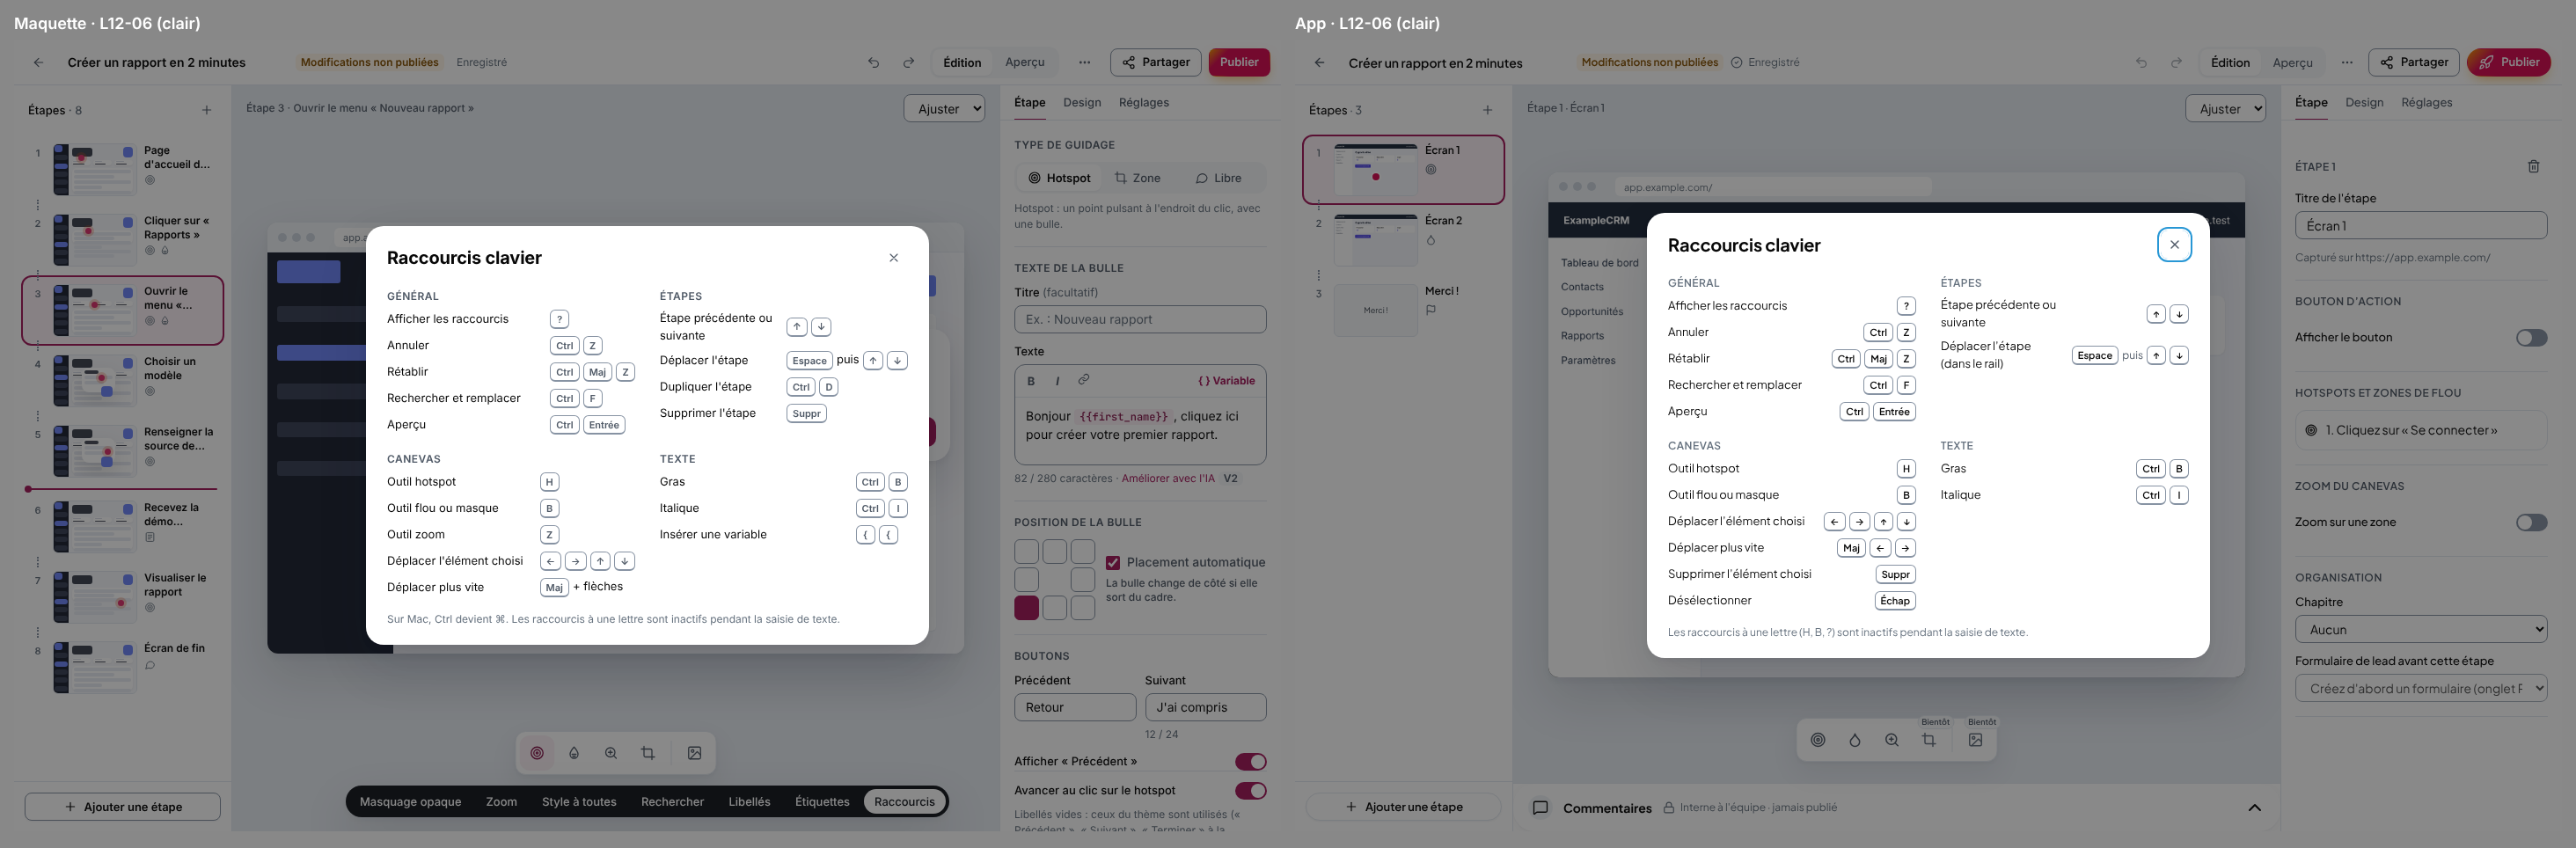 Maquette · L12-06 (clair)
Créer un rapport en 2 minutes
Modifications non publiées
Enregistré
Édition
Aperçu
Partager
Publier
Étapes · 8
1
Page
d'accueil d...
2
Cliquer sur «
Rapports »
3
Ouvrir le
menu «...
4
Choisir un
modèle
5
Renseigner la
source de...
6
Recevez la
démo...
7
Visualiser le
rapport
8
Écran de fin
Ajouter une étape
Étape 3 · Ouvrir le menu « Nouveau rapport »
Ajuster
Raccourcis clavier
GÉNÉRAL
Afficher les raccourcis ?
Annuler Ctrl Z
Rétablir Ctrl Maj Z
Rechercher et remplacer Ctrl F
Aperçu Ctrl Entrée
ÉTAPES
Étape précédente ou
suivante ↑ ↓
Déplacer l'étape Espace puis ↑ ↓
Dupliquer l'étape Ctrl D
Supprimer l'étape Suppr
CANEVAS
Outil hotspot H
Outil flou ou masque B
Outil zoom Z
Déplacer l'élément choisi ← → ↑ ↓
Déplacer plus vite Maj + flèches
TEXTE
Gras Ctrl B
Italique Ctrl I
Insérer une variable { {
Sur Mac, Ctrl devient ⌘. Les raccourcis à une lettre sont inactifs pendant la saisie de texte.
Masquage opaque
Zoom
Style à toutes
Rechercher
Libellés
Étiquettes
Raccourcis
Étape
Design
Réglages
TYPE DE GUIDAGE
Hotspot
Zone
Libre
Hotspot : un point pulsant à l'endroit du clic, avec
une bulle.
TEXTE DE LA BULLE
Titre (facultatif)
Ex. : Nouveau rapport
Texte
B I { } Variable
Bonjour {{first_name}}, cliquez ici
pour créer votre premier rapport.
82 / 280 caractères · Améliorer avec l'IA V2
POSITION DE LA BULLE
Placement automatique
La bulle change de côté si elle
sort du cadre.
BOUTONS
Précédent
Suivant
Retour
J'ai compris
12 / 24
Afficher « Précédent »
Avancer au clic sur le hotspot
Libellés vides : ceux du thème sont utilisés («
Précédent », « Suivant », « Terminer » à la
App · L12-06 (clair)
Créer un rapport en 2 minutes
Modifications non publiées
Enregistré
Édition
Aperçu
Partager
Publier
Étapes · 3
1
Écran 1
2
Écran 2
3
Merci !
Merci !
Ajouter une étape
Étape 1 · Écran 1
Ajuster
app.example.com/
ExampleCRM
Tableau de bord
Contacts
Opportunités
Rapports
Paramètres
Raccourcis clavier
GÉNÉRAL
Afficher les raccourcis ?
Annuler Ctrl Z
Rétablir Ctrl Maj Z
Rechercher et remplacer Ctrl F
Aperçu Ctrl Entrée
ÉTAPES
Étape précédente ou
suivante ↑ ↓
Déplacer l'étape
(dans le rail) Espace puis ↑ ↓
CANEVAS
Outil hotspot H
Outil flou ou masque B
Déplacer l'élément choisi ← → ↑ ↓
Déplacer plus vite Maj ← →
Supprimer l'élément choisi Suppr
Désélectionner Échap
TEXTE
Gras Ctrl B
Italique Ctrl I
Les raccourcis à une lettre (H, B, ?) sont inactifs pendant la saisie de texte.
Bientôt
Bientôt
Commentaires
Interne à l'équipe · jamais publié
Étape
Design
Réglages
ÉTAPE 1
Titre de l'étape
Écran 1
Capturé sur https://app.example.com/
BOUTON D'ACTION
Afficher le bouton
HOTSPOTS ET ZONES DE FLOU
1. Cliquez sur « Se connecter »
ZOOM DU CANEVAS
Zoom sur une zone
ORGANISATION
Chapitre
Aucun
Formulaire de lead avant cette étape
Créez d'abord un formulaire (onglet F